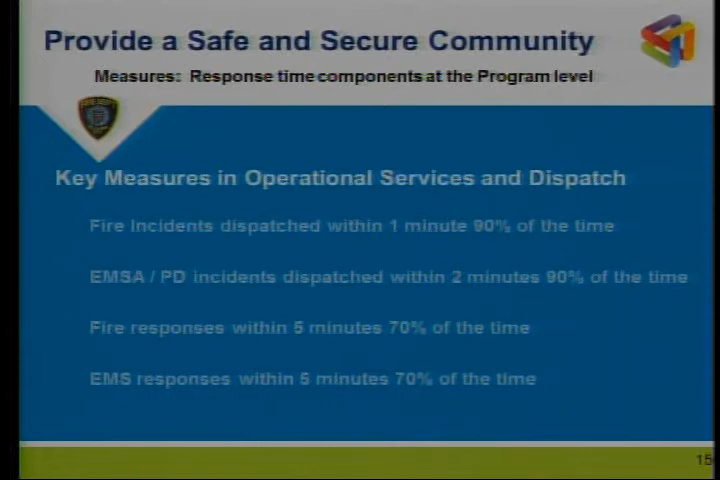 Provide a Safe and Secure Community
Measures: Response time components at the Program level
FIRE DEPT
Key Measures in Operational Services and Dispatch
Fire Incidents dispatched within 1 minute 90% of the time
EMSA / PD incidents dispatched within 2 minutes 90% of the time
Fire responses within 5 minutes 70% of the time
EMS responses within 5 minutes 70% of the time
15